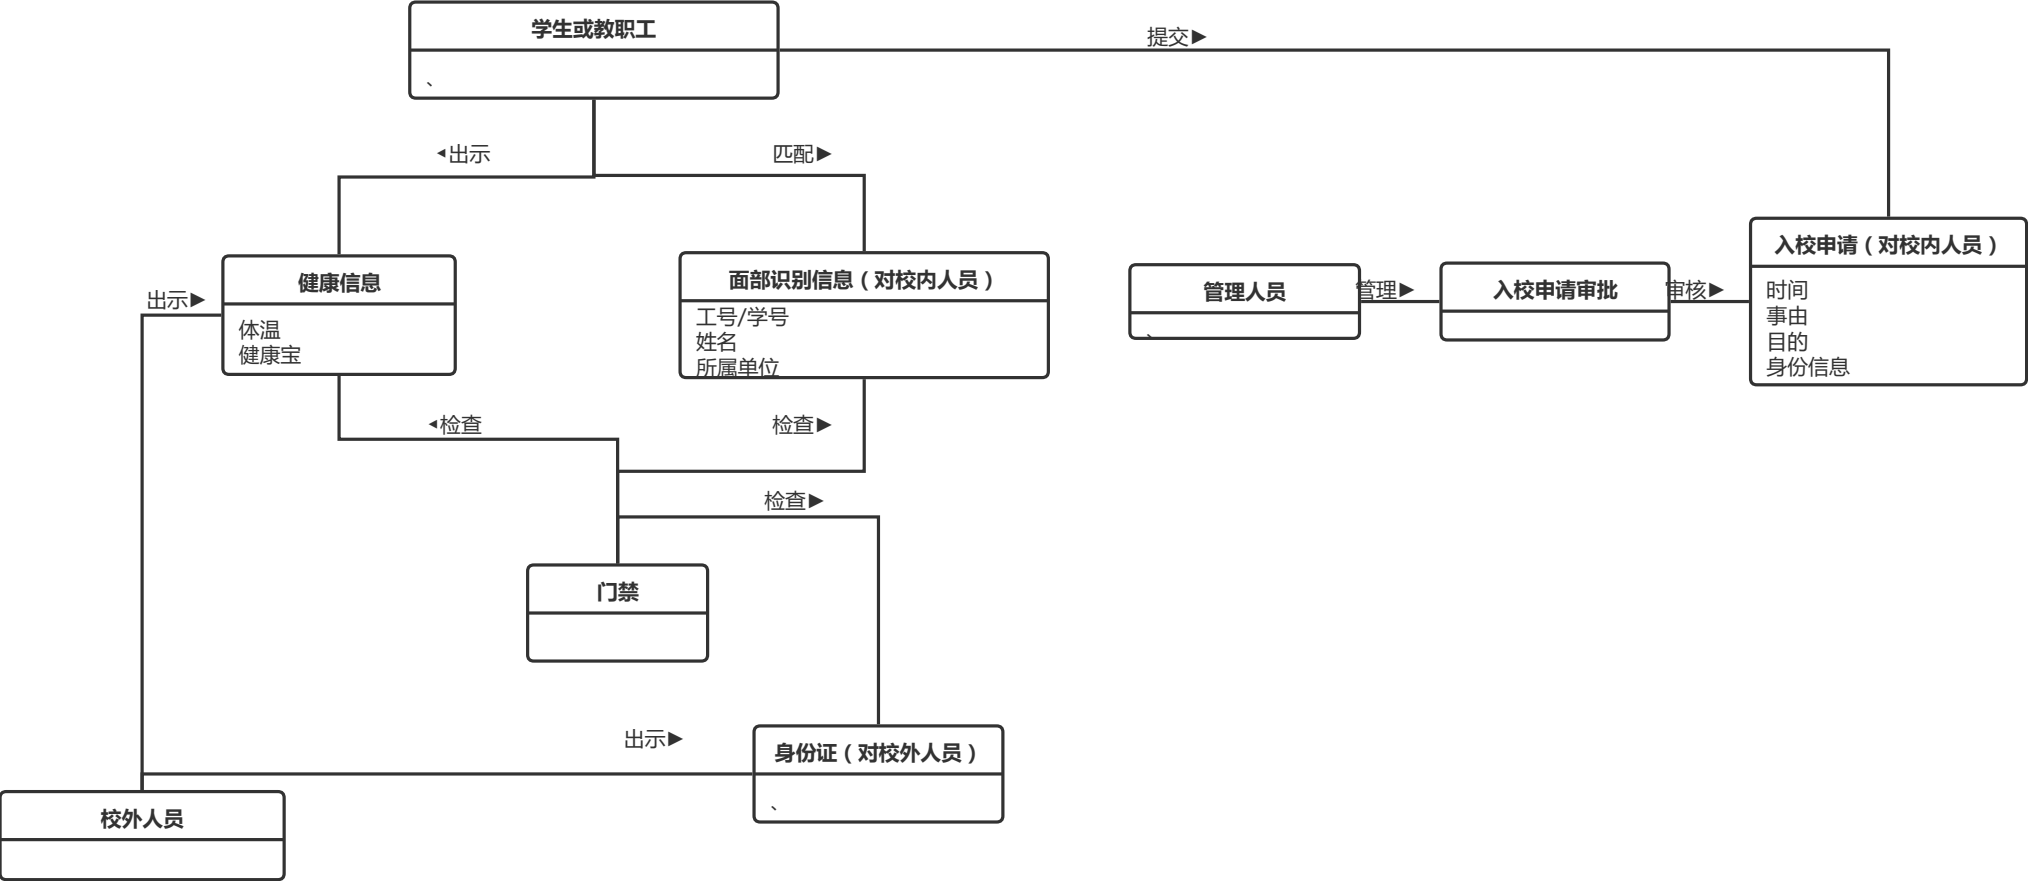 学生或教职工
、
提交▶
◂出示
匹配▶
健康信息
体温
健康宝
出示▶
面部识别信息（对校内人员）
工号/学号
姓名
所属单位
管理人员
、
管理▶
入校申请审批
审核▶
入校申请（对校内人员）
时间
事由
目的
身份信息
◂检查
检查▶
检查▶
门禁
出示▶
身份证（对校外人员）
、
校外人员